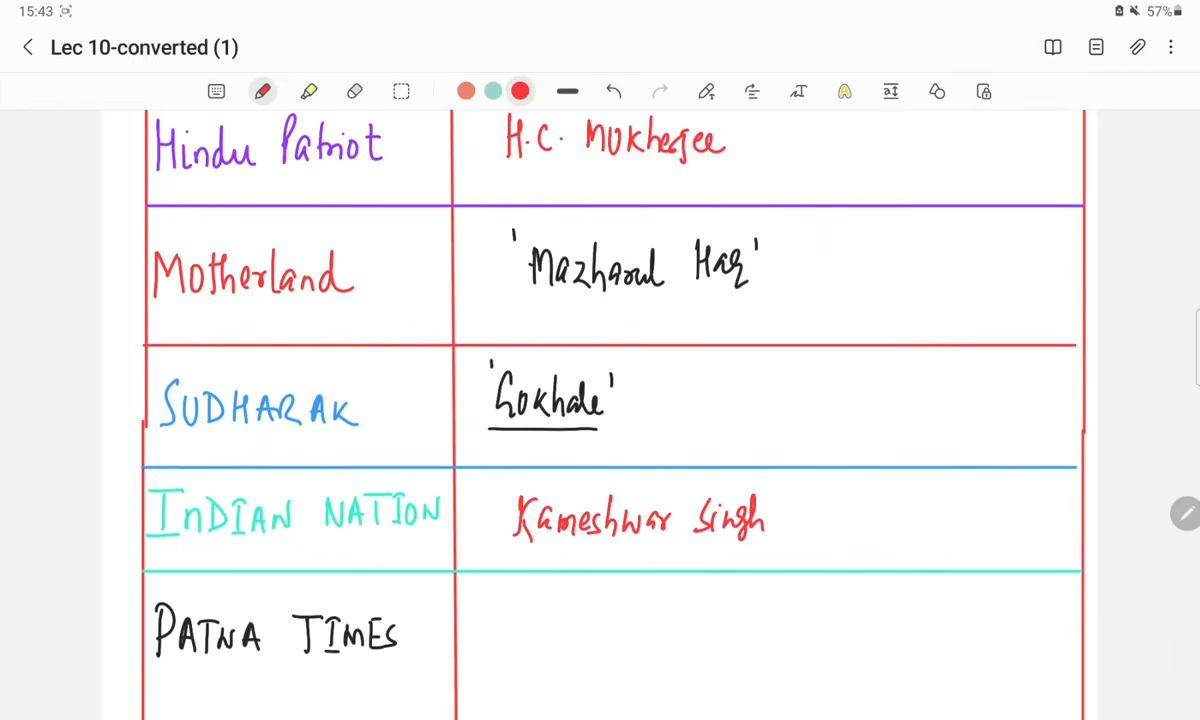 15:43
57%
Lec 10-converted (1)
Hindu Patriot H.C. Mukherjee
Motherland 'Mazharul Haq'
SUDHARAK 'Gokhale'
INDIAN NATION Kameshwar Singh
PATNA TIMES